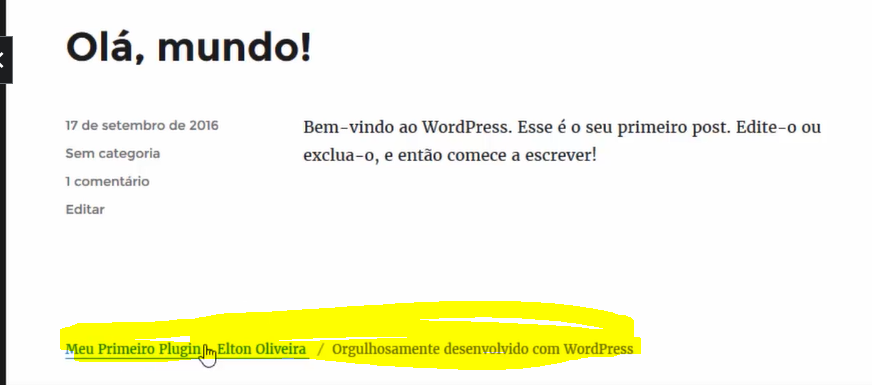 Olá, mundo!
17 de setembro de 2016
Sem categoria
1 comentário
Editar
Bem-vindo ao WordPress. Esse é o seu primeiro post. Edite-o ou
exclua-o, e então comece a escrever!
Meu Primeiro Plugin Elton Oliveira / Orgulhosamente desenvolvido com WordPress